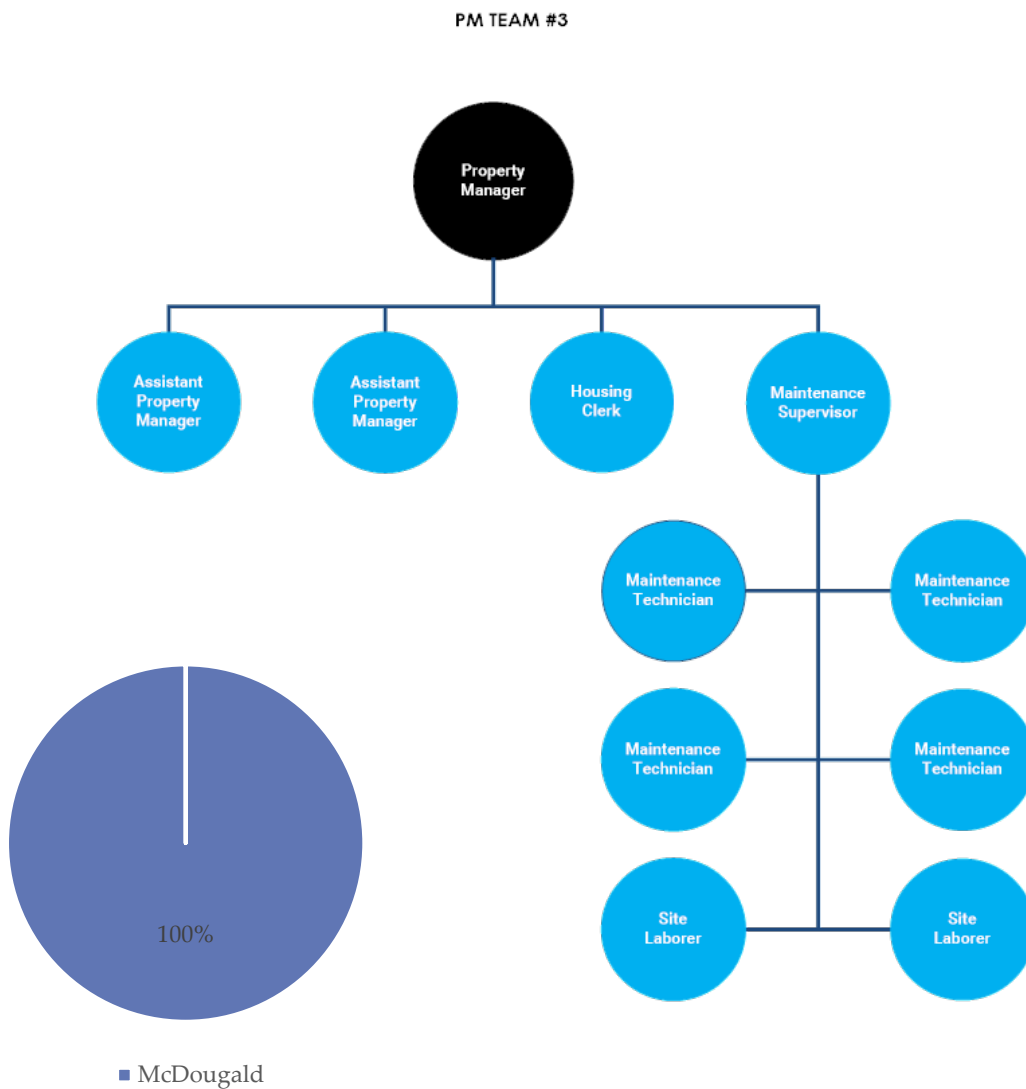 PM TEAM #3
Property
Manager
Assistant
Property
Manager
Assistant
Property
Manager
Housing
Clerk
Maintenance
Supervisor
Maintenance
Technician
Maintenance
Technician
Maintenance
Technician
Maintenance
Technician
Site
Laborer
Site
Laborer
100%
McDougald